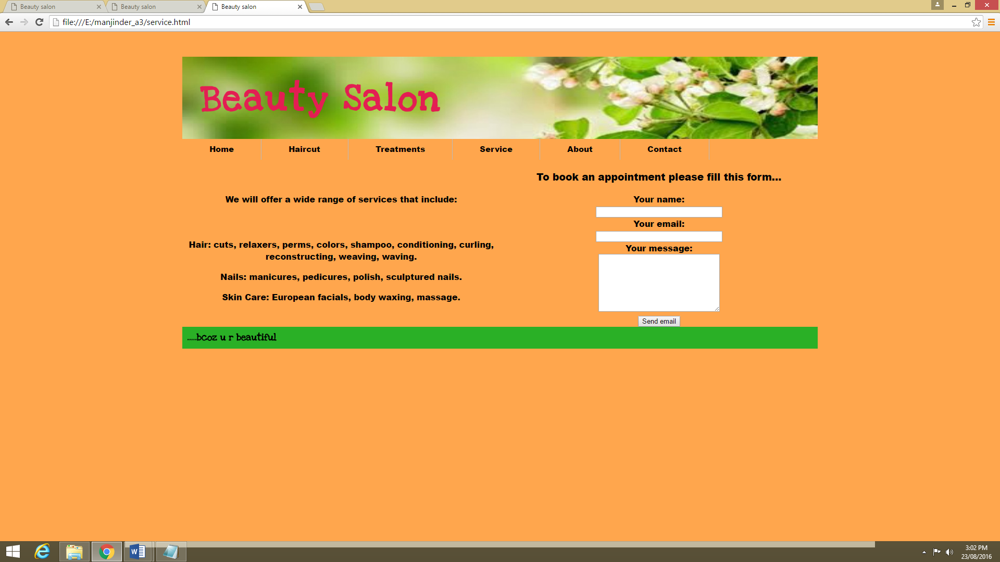 Beauty salon
Beauty salon
Beauty salon
file:///E:/manjinder_a3/service.html
Beauty Salon
Home Haircut Treatments Service About Contact
We will offer a wide range of services that include:
Hair: cuts, relaxers, perms, colors, shampoo, conditioning, curling,
reconstructing, weaving, waving.
Nails: manicures, pedicures, polish, sculptured nails.
Skin Care: European facials, body waxing, massage.
To book an appointment please fill this form...
Your name:
Your email:
Your message:
Send email
.....bcoz u r beautiful
3:02 PM
23/08/2016